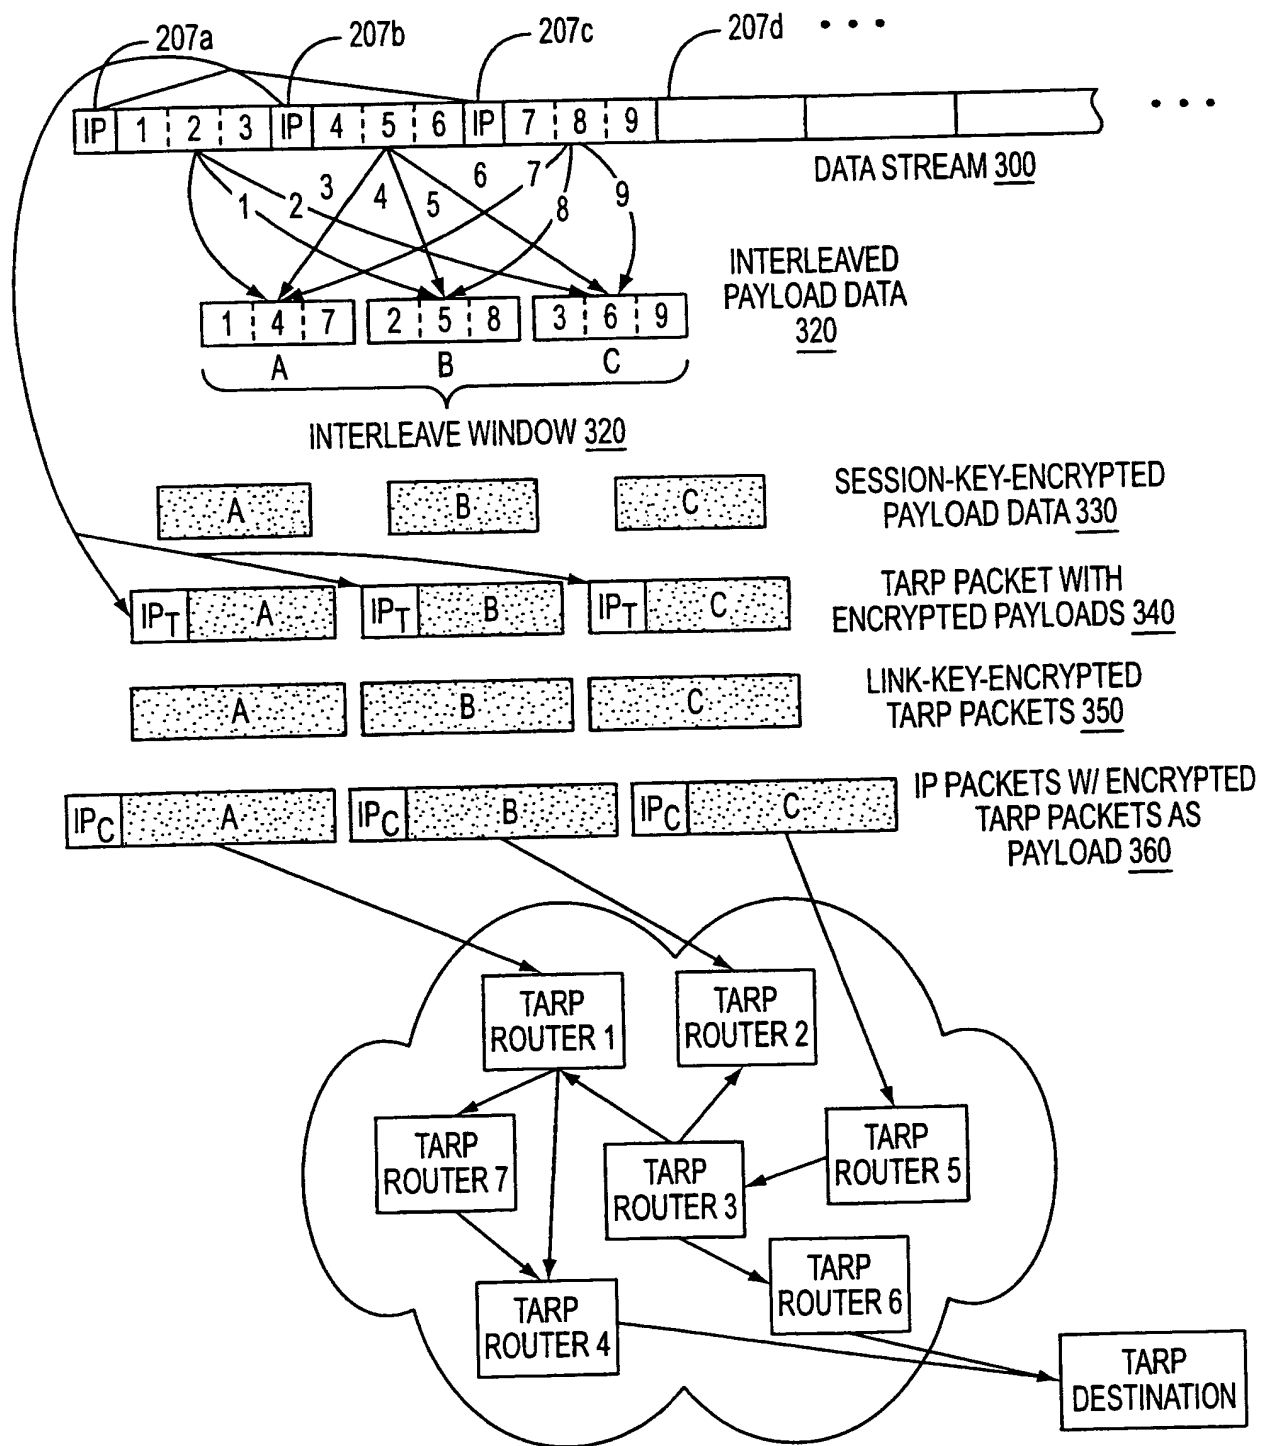 207a 207b 207c 207d • • •
IP 1 2 3 IP 4 5 6 IP 7 8 9 • • •
DATA STREAM 300
1 2 3 4 5 6 7 8 9
INTERLEAVED
PAYLOAD DATA
320
1 4 7 2 5 8 3 6 9
A B C
INTERLEAVE WINDOW 320
A B C
SESSION-KEY-ENCRYPTED
PAYLOAD DATA 330
IPT A IPT B IPT C
TARP PACKET WITH
ENCRYPTED PAYLOADS 340
A B C
LINK-KEY-ENCRYPTED
TARP PACKETS 350
IPC A IPC B IPC C
IP PACKETS W/ ENCRYPTED
TARP PACKETS AS
PAYLOAD 360
TARP
ROUTER 1
TARP
ROUTER 2
TARP
ROUTER 7
TARP
ROUTER 3
TARP
ROUTER 5
TARP
ROUTER 4
TARP
ROUTER 6
TARP
DESTINATION